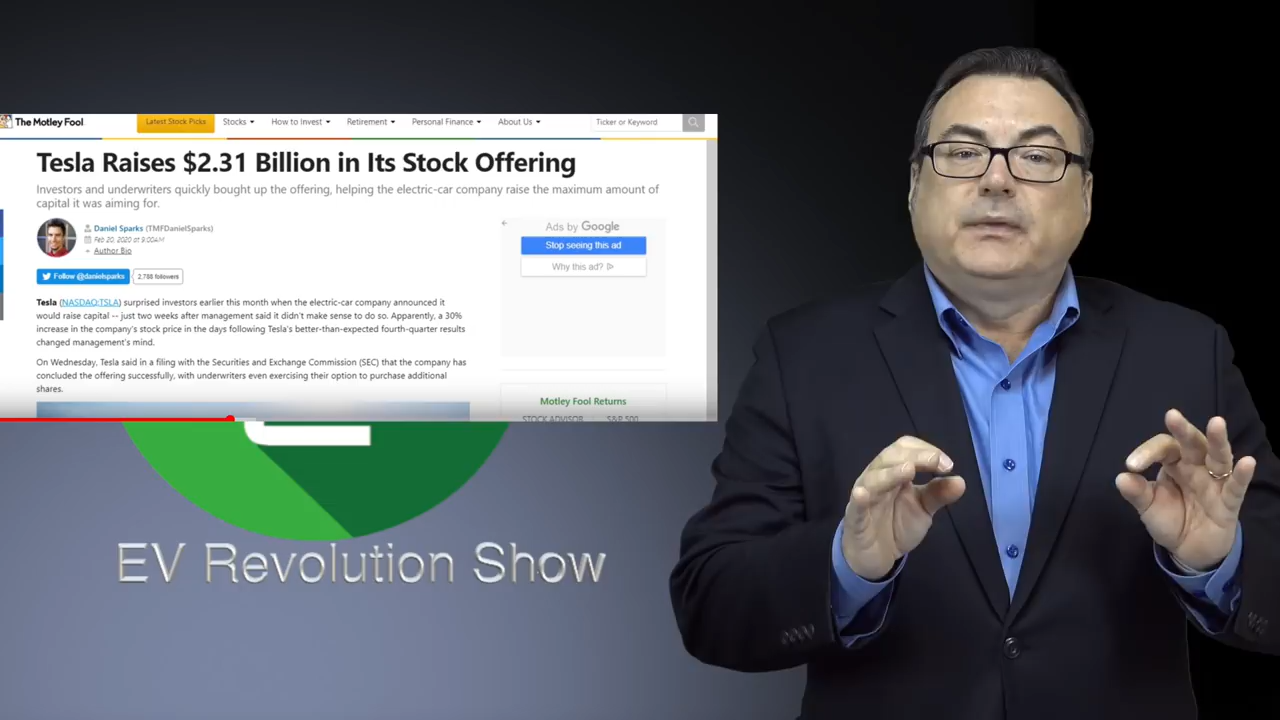 The Motley Fool
Latest Stock Picks
Stocks
How to Invest
Retirement
Personal Finance
About Us
Ticker or Keyword
Tesla Raises $2.31 Billion in Its Stock Offering
Investors and underwriters quickly bought up the offering, helping the electric-car company raise the maximum amount of
capital it was aiming for.
Daniel Sparks (TMFDanielSparks)
Feb 20, 2020 at 9:00AM
Author Bio
Follow @danielsparks
2,788 followers
Ads by Google
Stop seeing this ad
Why this ad?
Tesla (NASDAQ:TSLA) surprised investors earlier this month when the electric-car company announced it
would raise capital -- just two weeks after management said it didn't make sense to do so. Apparently, a 30%
increase in the company's stock price in the days following Tesla's better-than-expected fourth-quarter results
changed management's mind.
On Wednesday, Tesla said in a filing with the Securities and Exchange Commission (SEC) that the company has
concluded the offering successfully, with underwriters even exercising their option to purchase additional
shares.
Motley Fool Returns
STOCK ADVISOR
S&P 500
EV Revolution Show